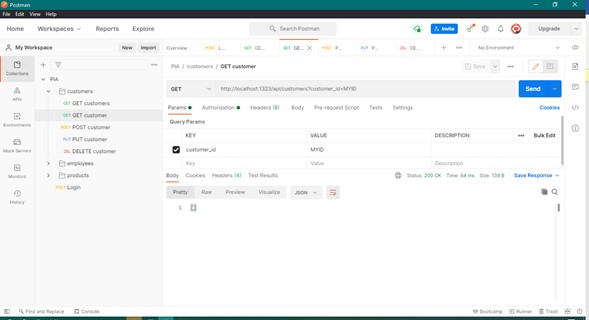 Postman
File Edit View Help
Home Workspaces Reports Explore Search Postman Invite Upgrade
My Workspace New Import Overview POST L... GET GE... GET GE... POST P... PUT P... DEL DE... No Environment
PIA / customers / GET customer Save
Collections
APIs
Environments
Mock Servers
Monitors
History
PIA
customers
GET GET customers
GET GET customer
POST POST customer
PUT PUT customer
DEL DELETE customer
employees
products
POST Login
GET http://localhost:1323/api/customers?customer_id=MYID Send
Params Authorization Headers (8) Body Pre-request Script Tests Settings Cookies
Query Params
KEY VALUE DESCRIPTION Bulk Edit
customer_id MYID
Key Value Description
Body Cookies Headers (4) Test Results Status: 200 OK Time: 64 ms Size: 139 B Save Response
Pretty Raw Preview Visualize JSON
1
Find and Replace Console Bootcamp Runner Trash